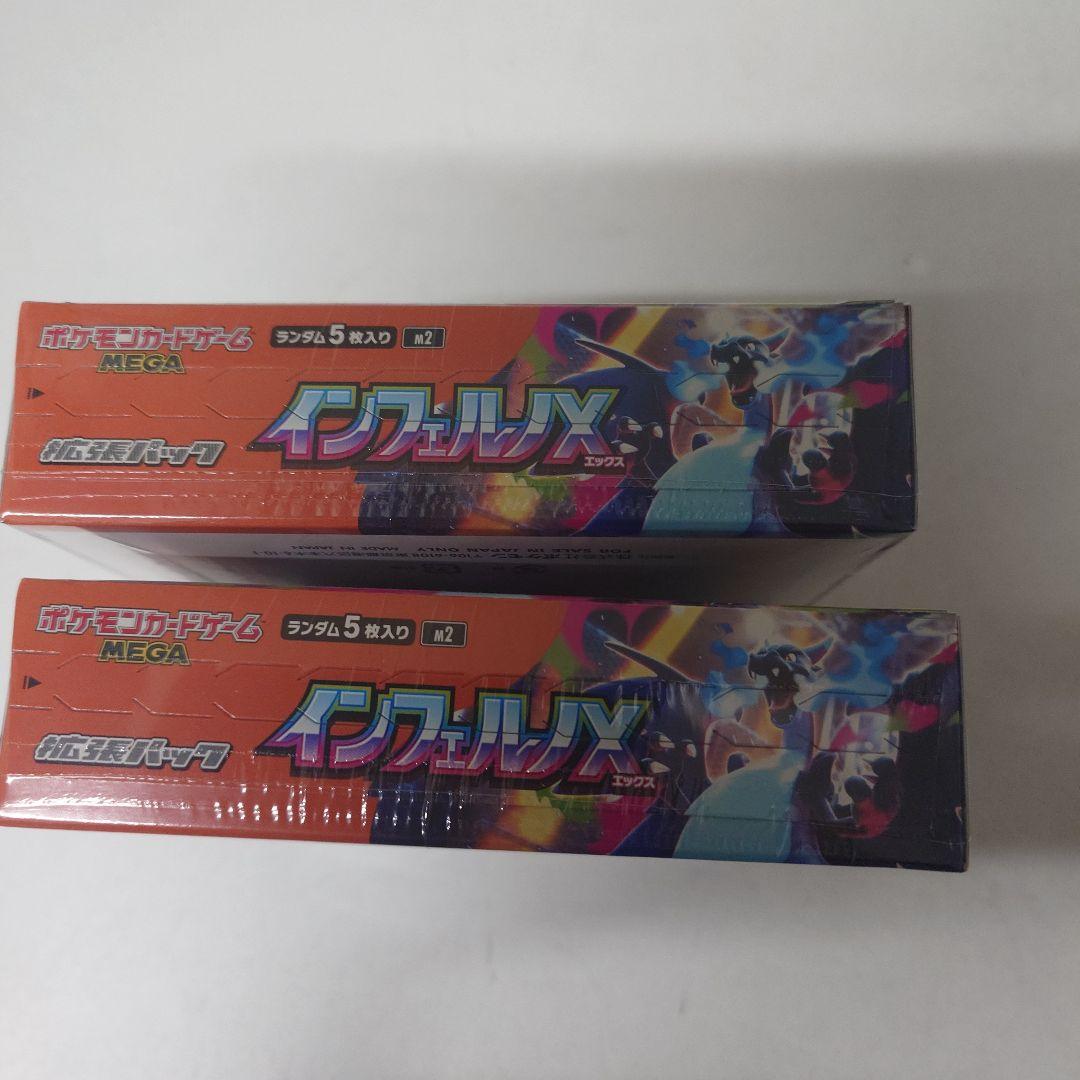 ポケモンカードゲーム
MEGA
ランダム5枚入り
M2
拡張パック
インフェルノX
エックス
FOR SALE IN JAPAN ONLY
MADE IN JAPAN
ポケモンカードゲーム
MEGA
ランダム5枚入り
M2
拡張パック
インフェルノX
エックス